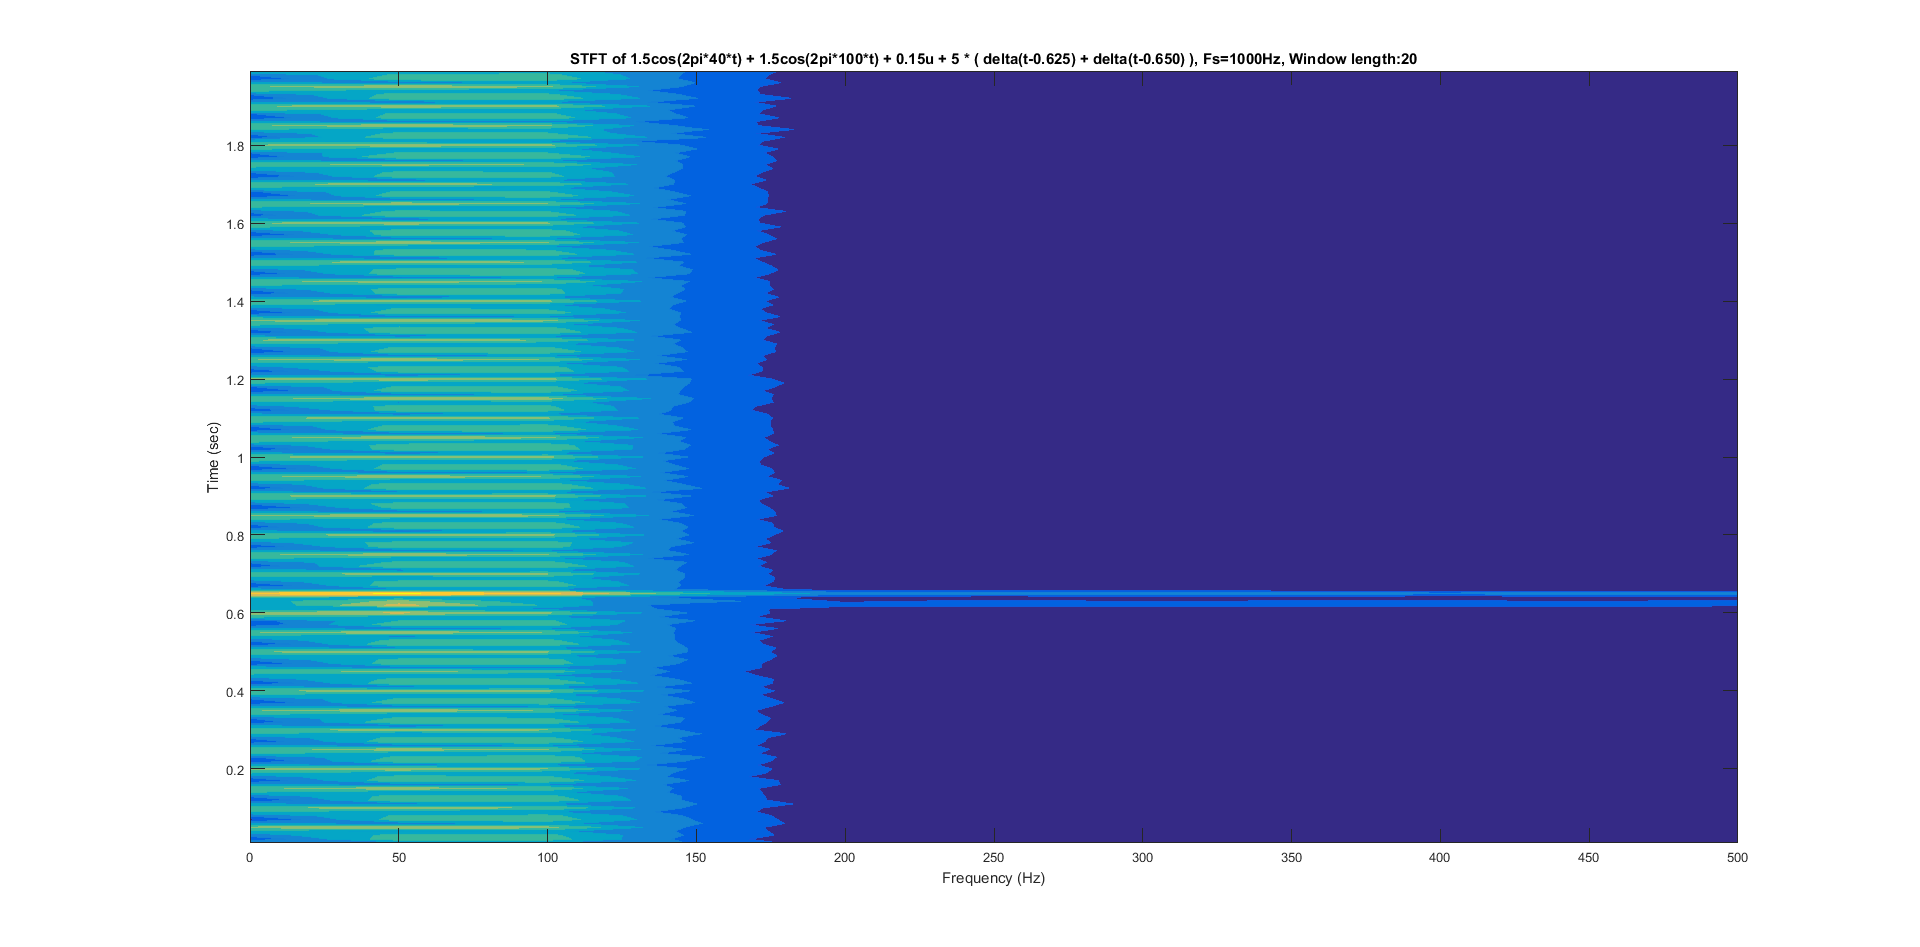 STFT of 1.5cos(2pi*40*t) + 1.5cos(2pi*100*t) + 0.15u + 5 * ( delta(t-0.625) + delta(t-0.650) ), Fs=1000Hz, Window length:20
1.8
1.6
1.4
1.2
1
0.8
0.6
0.4
0.2
Time (sec)
0 50 100 150 200 250 300 350 400 450 500
Frequency (Hz)